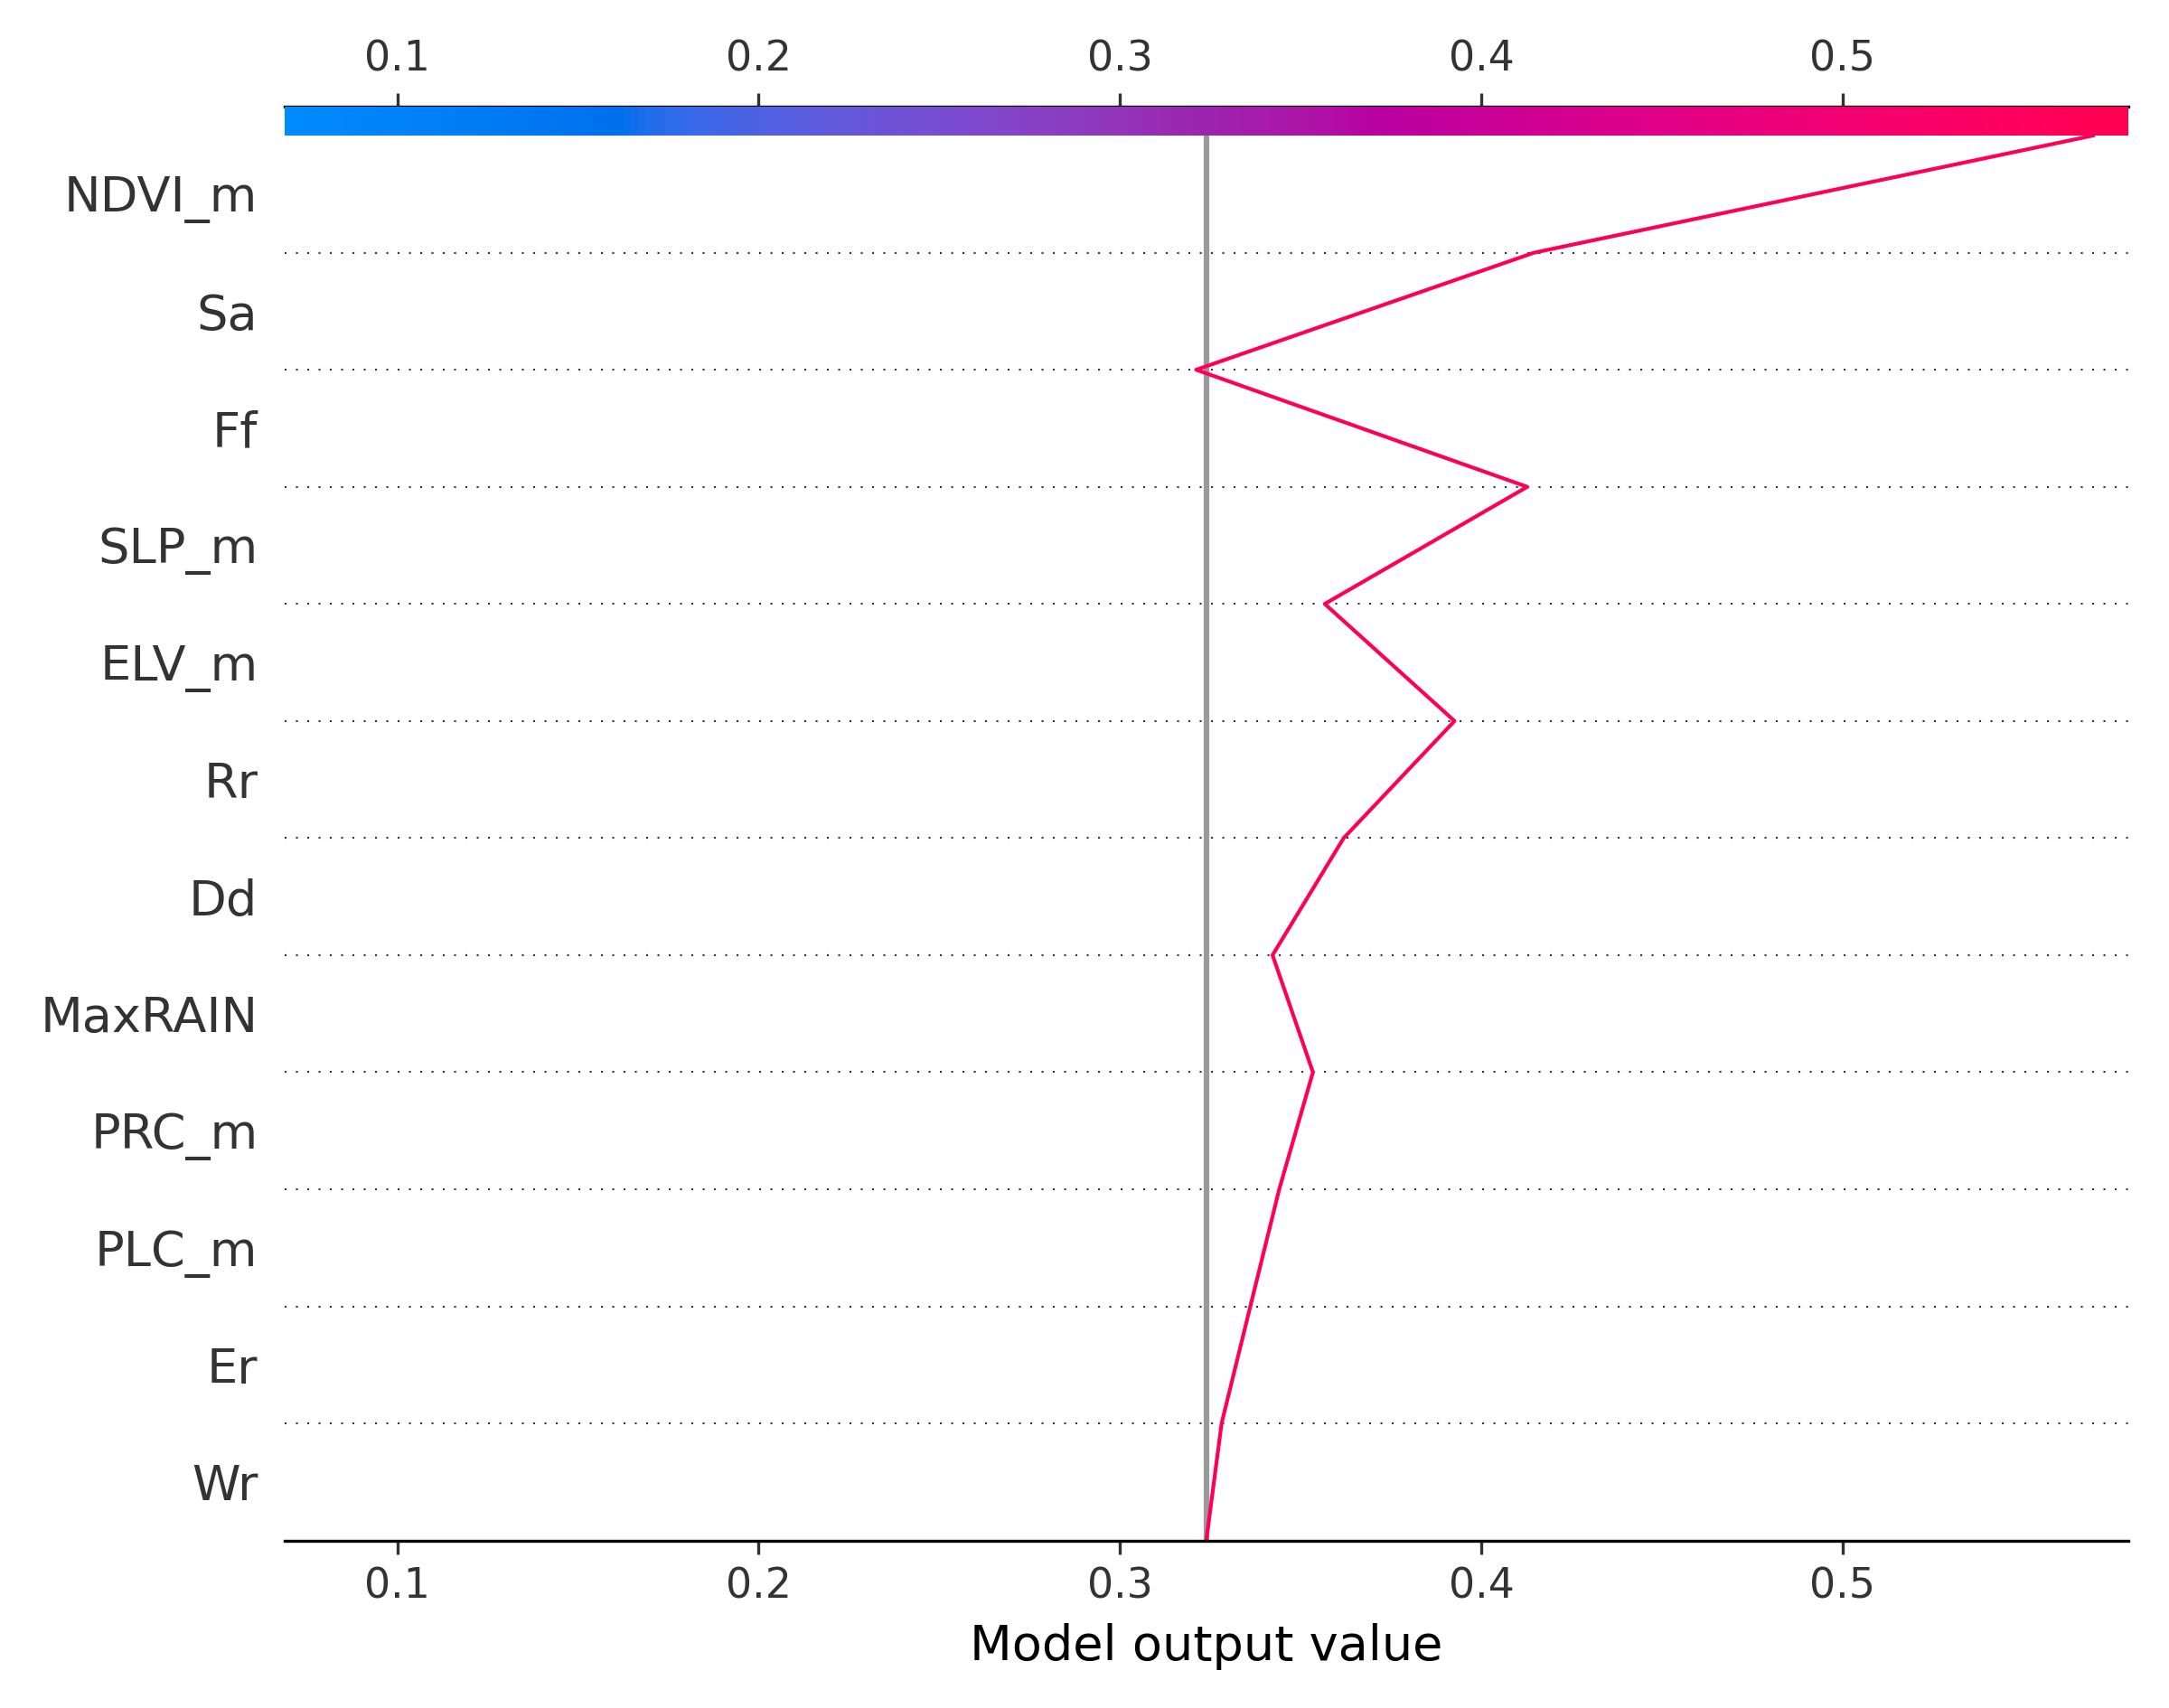 0.1 0.2 0.3 0.4 0.5
NDVI_m
Sa
Ff
SLP_m
ELV_m
Rr
Dd
MaxRAIN
PRC_m
PLC_m
Er
Wr
0.1 0.2 0.3 0.4 0.5
Model output value